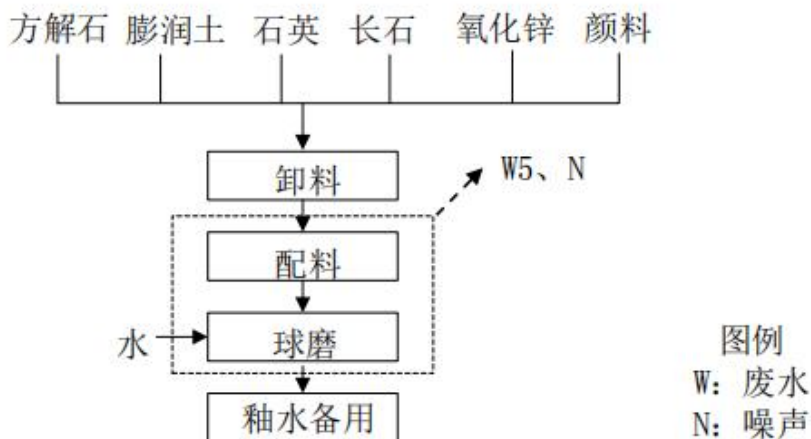 方解石 膨润土 石英 长石 氧化锌 颜料
卸料
W5、N
配料
水
球磨
釉水备用
图例
W: 废水
N: 噪声